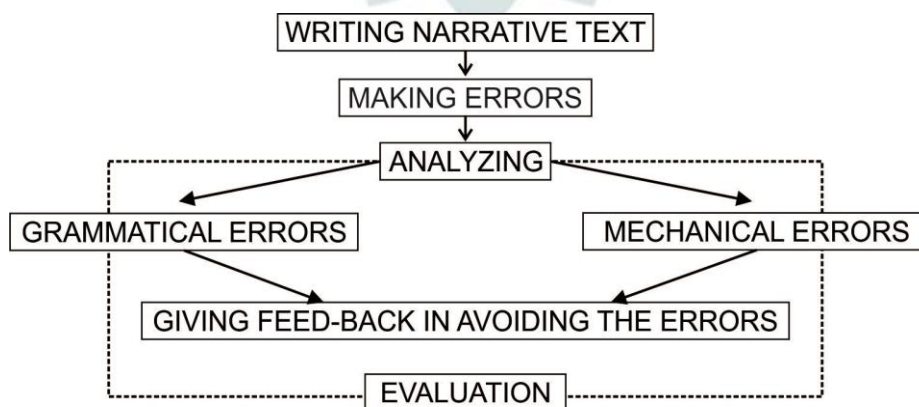 WRITING NARRATIVE TEXT
MAKING ERRORS
ANALYZING
GRAMMATICAL ERRORS
MECHANICAL ERRORS
GIVING FEED-BACK IN AVOIDING THE ERRORS
EVALUATION